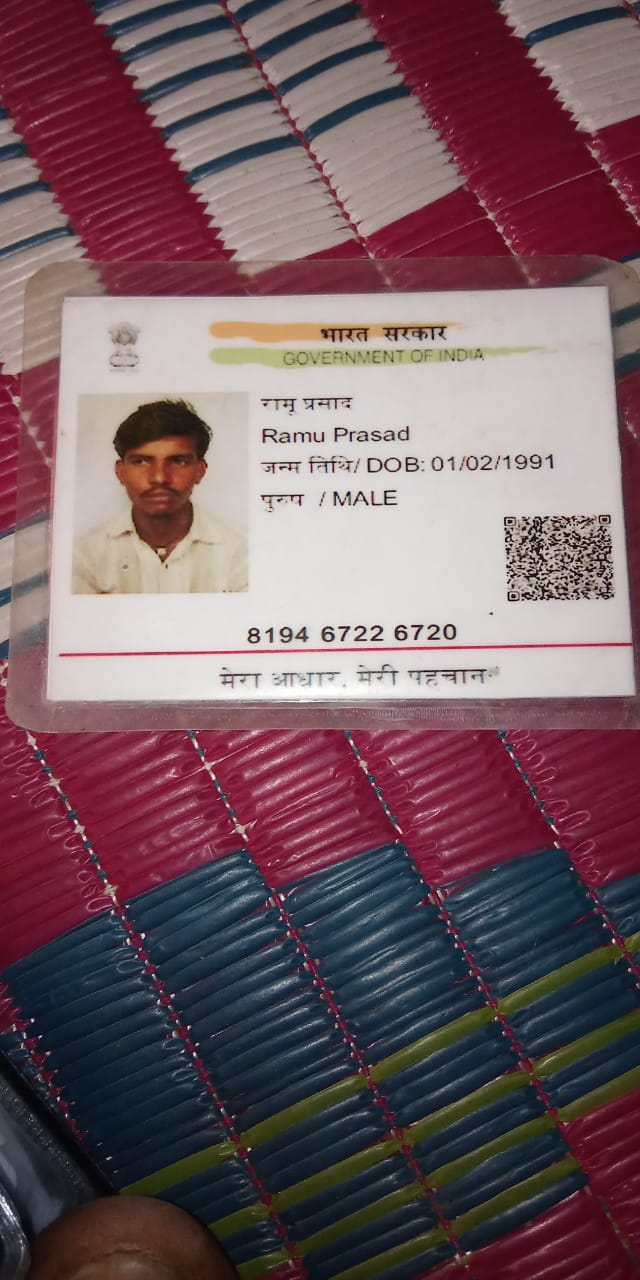 भारत सरकार
GOVERNMENT OF INDIA
रामू प्रसाद
Ramu Prasad
जन्म तिथि/ DOB: 01/02/1991
पुरुष / MALE
8194 6722 6720
मेरा आधार, मेरी पहचान